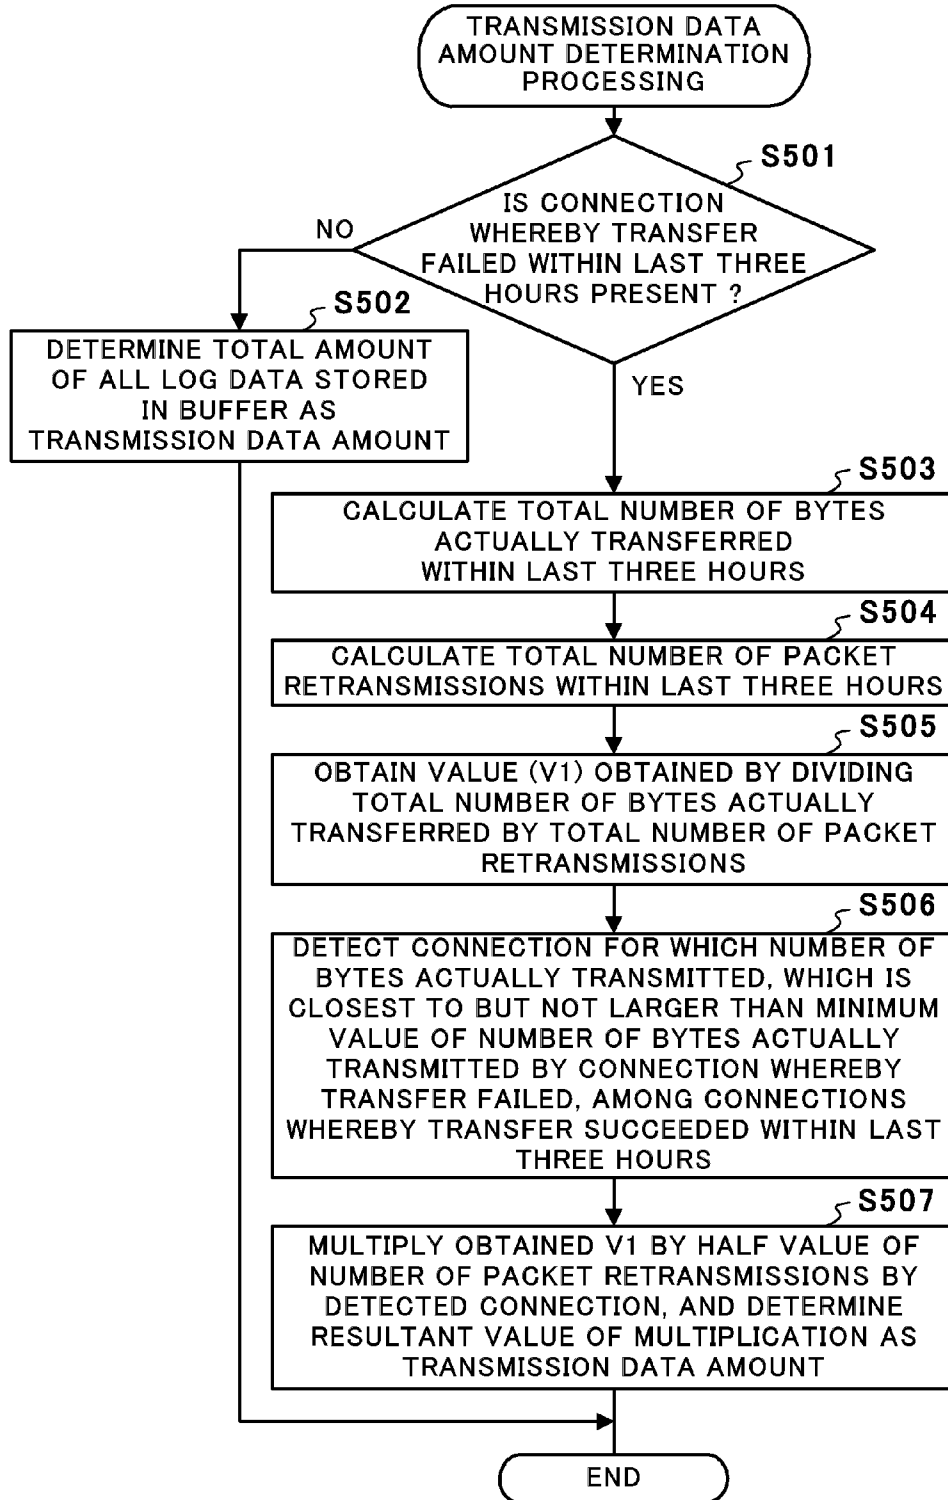 TRANSMISSION DATA
AMOUNT DETERMINATION
PROCESSING
S501
IS CONNECTION
WHEREBY TRANSFER
FAILED WITHIN LAST THREE
HOURS PRESENT ?
NO
YES
S502
DETERMINE TOTAL AMOUNT
OF ALL LOG DATA STORED
IN BUFFER AS
TRANSMISSION DATA AMOUNT
S503
CALCULATE TOTAL NUMBER OF BYTES
ACTUALLY TRANSFERRED
WITHIN LAST THREE HOURS
S504
CALCULATE TOTAL NUMBER OF PACKET
RETRANSMISSIONS WITHIN LAST THREE HOURS
S505
OBTAIN VALUE (V1) OBTAINED BY DIVIDING
TOTAL NUMBER OF BYTES ACTUALLY
TRANSFERRED BY TOTAL NUMBER OF PACKET
RETRANSMISSIONS
S506
DETECT CONNECTION FOR WHICH NUMBER OF
BYTES ACTUALLY TRANSMITTED, WHICH IS
CLOSEST TO BUT NOT LARGER THAN MINIMUM
VALUE OF NUMBER OF BYTES ACTUALLY
TRANSMITTED BY CONNECTION WHEREBY
TRANSFER FAILED, AMONG CONNECTIONS
WHEREBY TRANSFER SUCCEEDED WITHIN LAST
THREE HOURS
S507
MULTIPLY OBTAINED V1 BY HALF VALUE OF
NUMBER OF PACKET RETRANSMISSIONS BY
DETECTED CONNECTION, AND DETERMINE
RESULTANT VALUE OF MULTIPLICATION AS
TRANSMISSION DATA AMOUNT
END